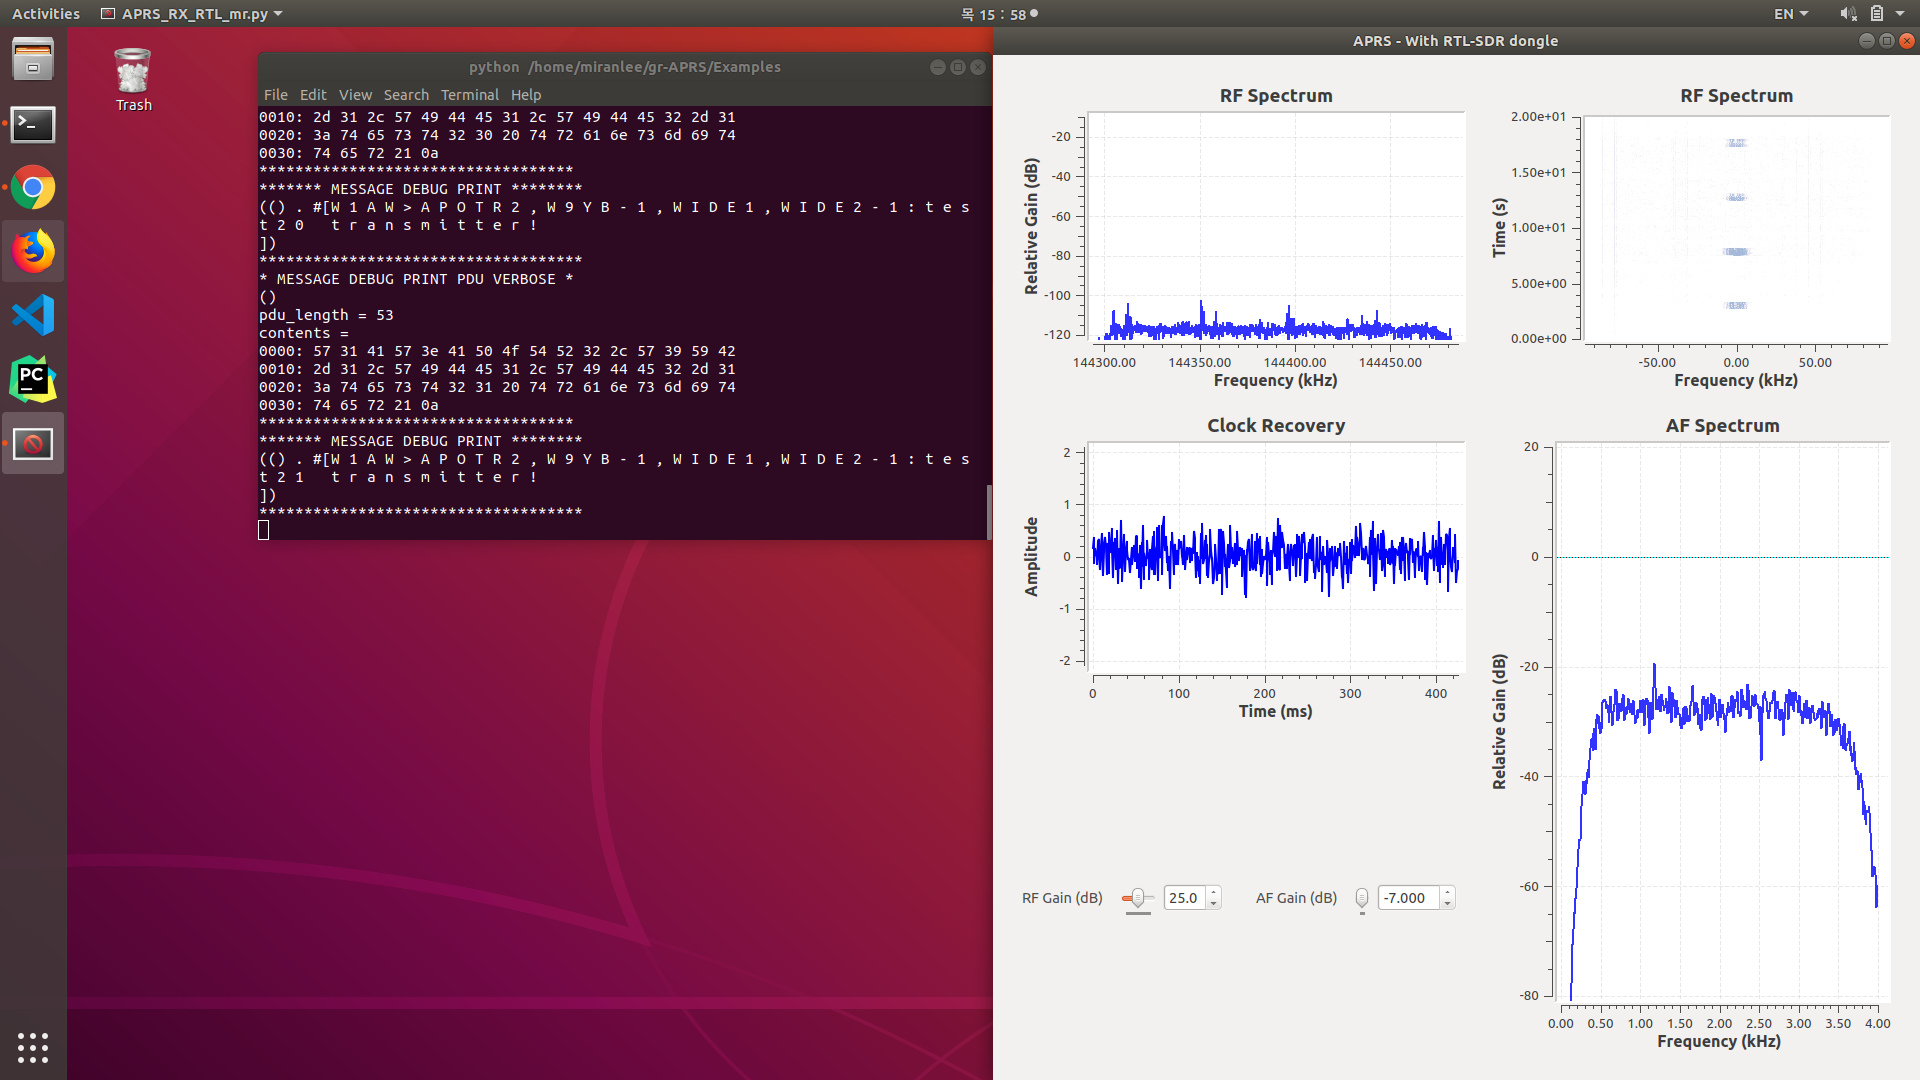 Activities
APRS_RX_RTL_mr.py
목 15 : 58
EN
Trash
python /home/miranlee/gr-APRS/Examples
File Edit View Search Terminal Help
0010: 2d 31 2c 57 49 44 45 31 2c 57 49 44 45 32 2d 31
0020: 3a 74 65 73 74 32 30 20 74 72 61 6e 73 6d 69 74
0030: 74 65 72 21 0a
***********************************
******* MESSAGE DEBUG PRINT ********
(() . #[W 1 A W > A P O T R 2 , W 9 Y B - 1 , W I D E 1 , W I D E 2 - 1 : t e s
t 2 0   t r a n s m i t t e r !
])
************************************
* MESSAGE DEBUG PRINT PDU VERBOSE *
()
pdu_length = 53
contents =
0000: 57 31 41 57 3e 41 50 4f 54 52 32 2c 57 39 59 42
0010: 2d 31 2c 57 49 44 45 31 2c 57 49 44 45 32 2d 31
0020: 3a 74 65 73 74 32 31 20 74 72 61 6e 73 6d 69 74
0030: 74 65 72 21 0a
***********************************
******* MESSAGE DEBUG PRINT ********
(() . #[W 1 A W > A P O T R 2 , W 9 Y B - 1 , W I D E 1 , W I D E 2 - 1 : t e s
t 2 1   t r a n s m i t t e r !
])
************************************
PC
APRS - With RTL-SDR dongle
RF Spectrum
Relative Gain (dB)
-20
-40
-60
-80
-100
-120
144300.00 144350.00 144400.00 144450.00
Frequency (kHz)
RF Spectrum
Time (s)
2.00e+01
1.50e+01
1.00e+01
5.00e+00
0.00e+00
-50.00 0.00 50.00
Frequency (kHz)
Clock Recovery
Amplitude
2
1
0
-1
-2
0 100 200 300 400
Time (ms)
AF Spectrum
Relative Gain (dB)
20
0
-20
-40
-60
-80
0.00 0.50 1.00 1.50 2.00 2.50 3.00 3.50 4.00
Frequency (kHz)
RF Gain (dB) 25.0
AF Gain (dB) -7.000